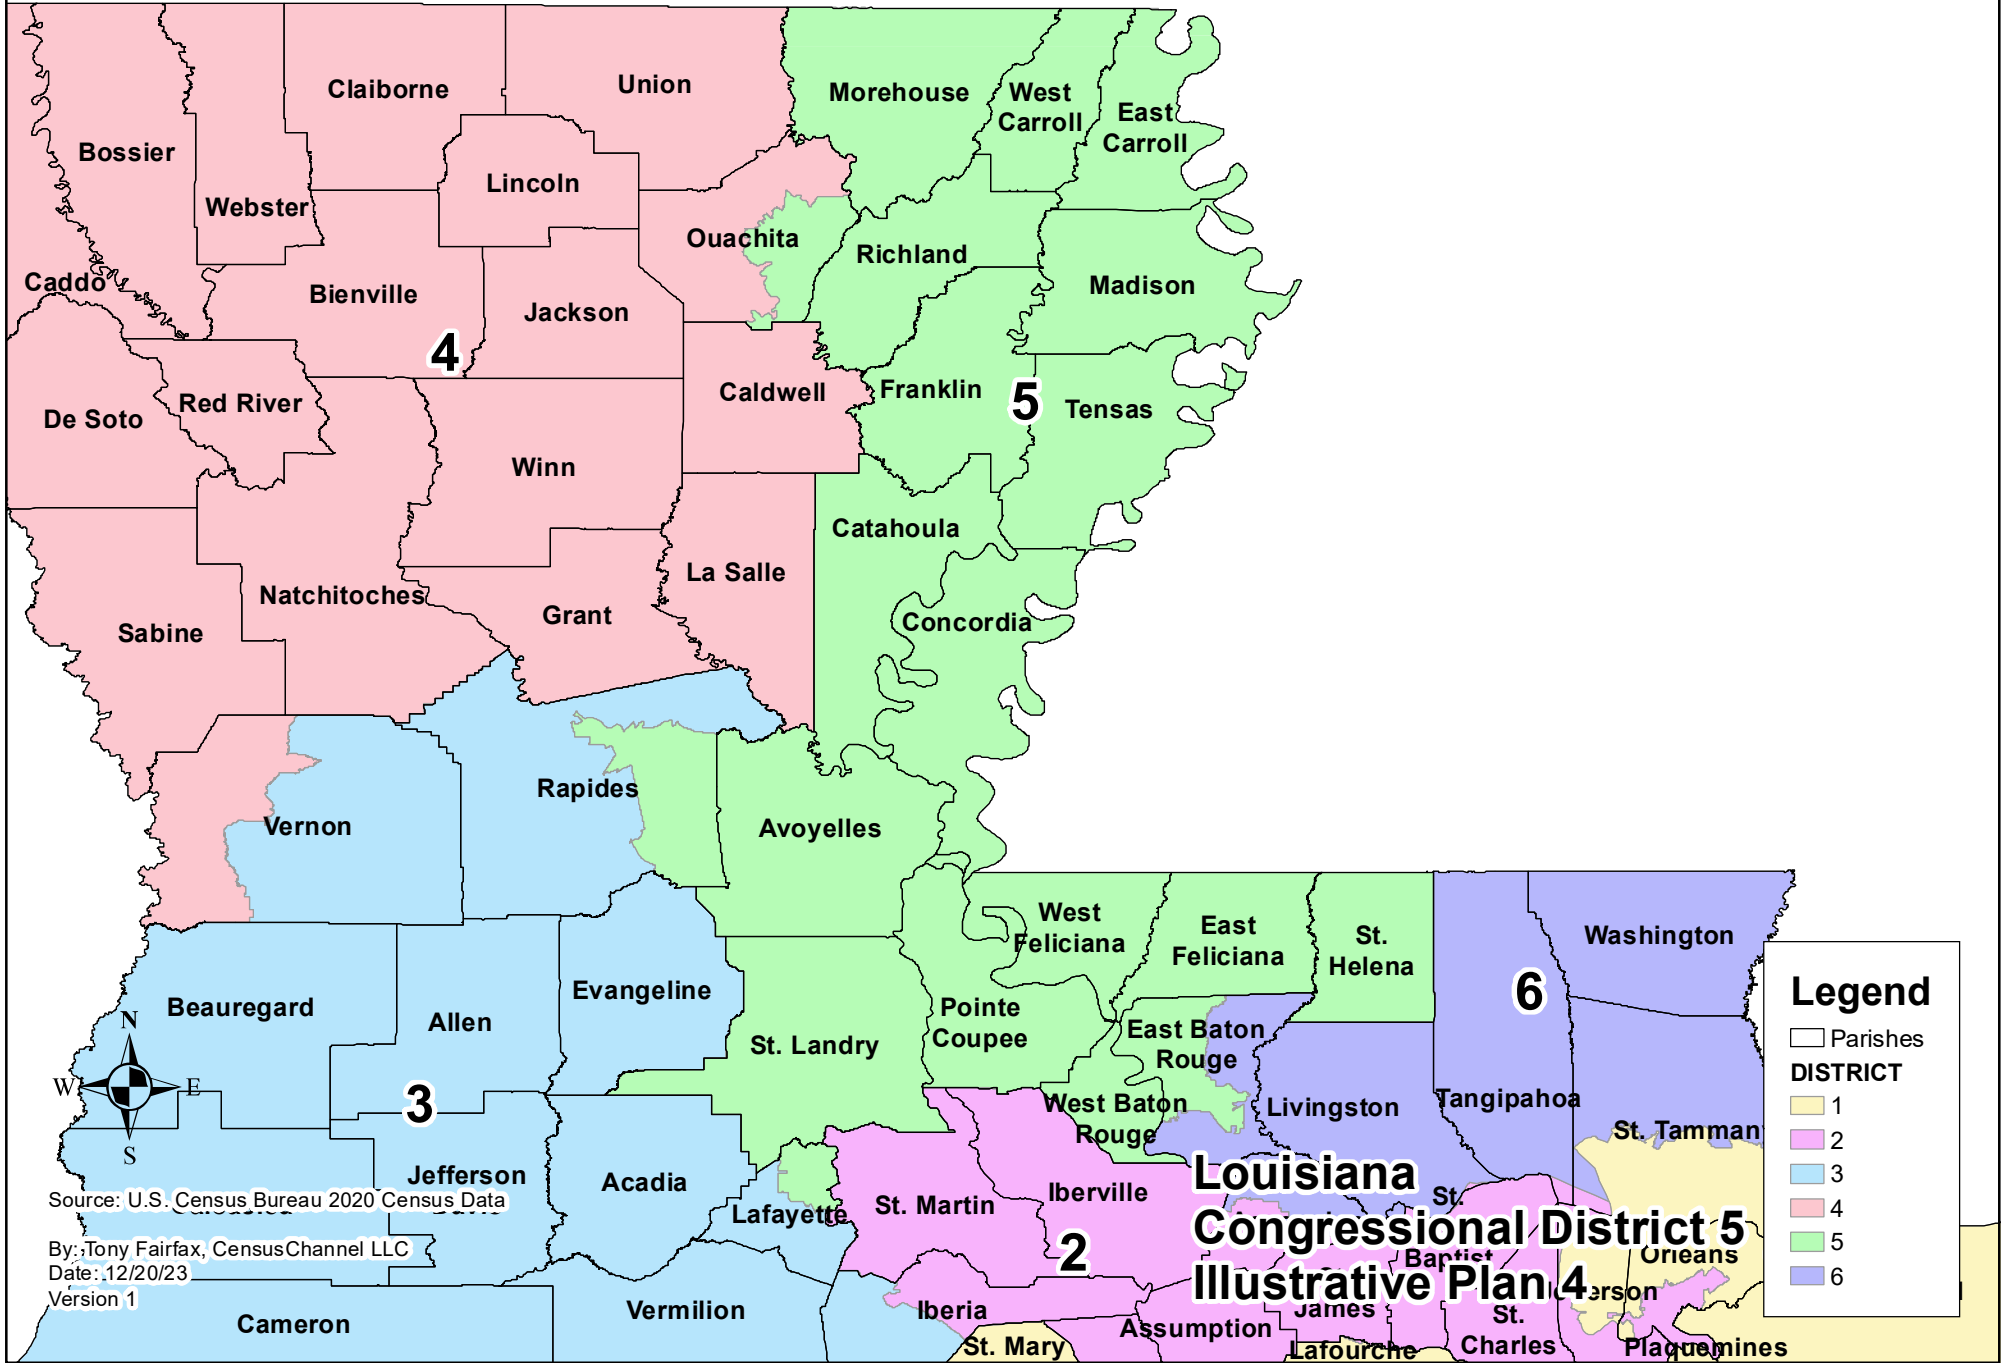 Claiborne
Union
Morehouse
West
Carroll
East
Carroll
Bossier
Lincoln
Webster
Ouachita
Richland
Caddo
Bienville
Jackson
Madison
4
De Soto
Red River
Caldwell
Franklin
5
Tensas
Winn
Catahoula
La Salle
Natchitoches
Grant
Concordia
Sabine
Rapides
Vernon
Avoyelles
West
Feliciana
East
Feliciana
St.
Helena
Washington
6
Beauregard
Allen
Evangeline
Pointe
Coupee
East Baton
Rouge
St. Landry
N
W
E
S
3
West Baton
Rouge
Livingston
Tangipahoa
St. Tamman
Jefferson
Acadia
Lafayette
St. Martin
Iberville
2
St.
Baptist
Orleans
erson
Iberia
James
St.
Charles
Vermilion
Cameron
St. Mary
Assumption
Lafourche
Plaquemines
Legend
Parishes
DISTRICT
1
2
3
4
5
6
Source: U.S. Census Bureau 2020 Census Data
By: Tony Fairfax, CensusChannel LLC
Date: 12/20/23
Version 1
Louisiana
Congressional District 5
Illustrative Plan 4